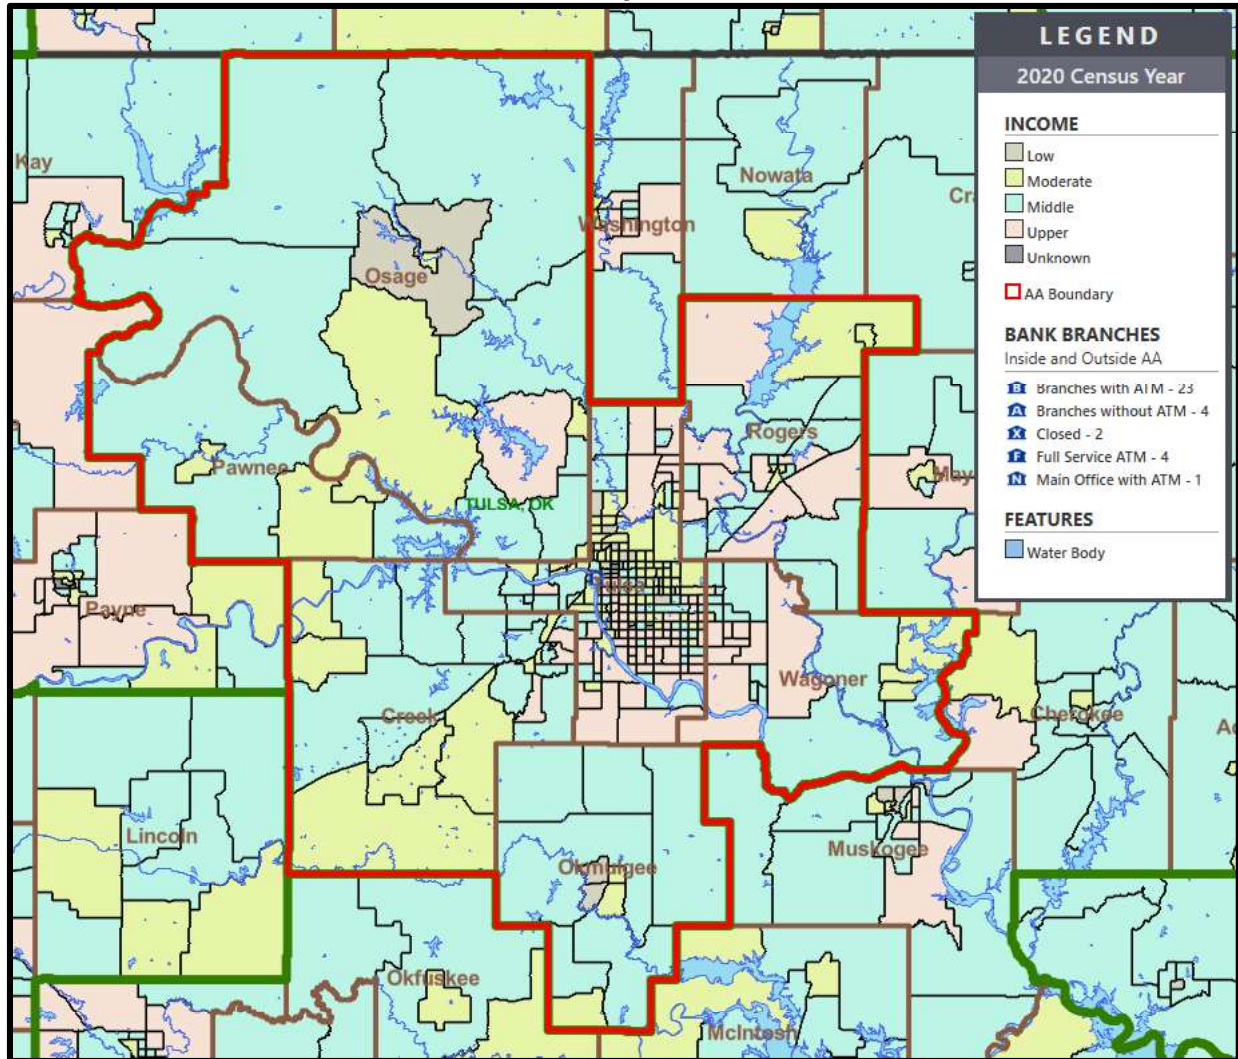 LEGEND
2020 Census Year
INCOME
Low
Moderate
Middle
Upper
Unknown
AA Boundary
BANK BRANCHES
Inside and Outside AA
B Branches with ATM - 23
A Branches without ATM - 4
X Closed - 2
F Full Service ATM - 4
N Main Office with ATM - 1
FEATURES
Water Body
Kay
Nowata
Cr
Washington
Osage
Rogers
Pawnee
May
TULSA, OK
Tulsa
Payne
Wagoner
Creek
Cherokee
A
Lincoln
Muskogee
Okmulgee
Okfuskee
McIntosh